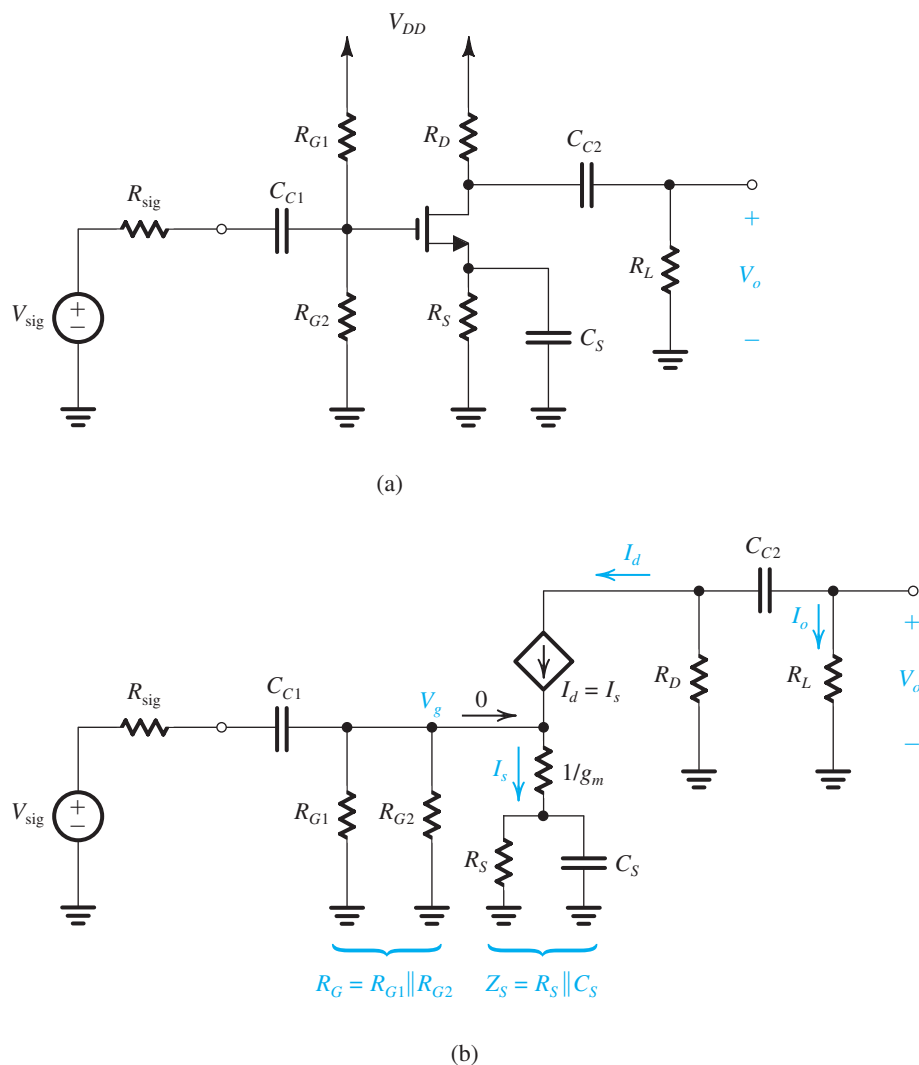 V_DD
R_G1
R_D
C_C2
R_sig
C_C1
+
R_L
V_o
R_G2
R_S
V_sig
+
−
C_S
−
(a)
I_d
C_C2
I_o
+
R_sig
C_C1
V_g
0
I_d = I_s
R_D
R_L
V_o
I_s
1/g_m
−
V_sig
+
−
R_G1
R_G2
R_S
C_S
R_G = R_G1||R_G2
Z_S = R_S||C_S
(b)